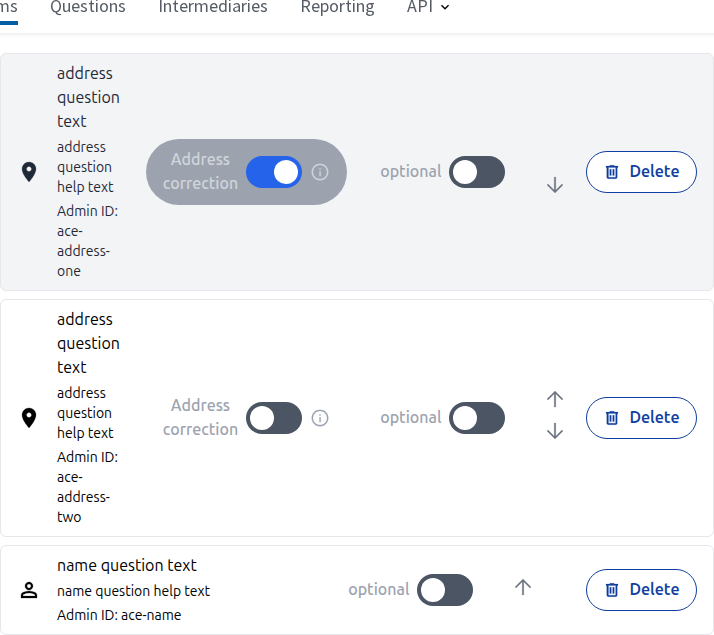 ms Questions Intermediaries Reporting API
address
question
text
address
question
help text
Admin ID:
ace-
address-
one
Address
correction
optional
Delete
address
question
text
address
question
help text
Admin ID:
ace-
address-
two
Address
correction
optional
Delete
name question text
name question help text
Admin ID: ace-name
optional
Delete